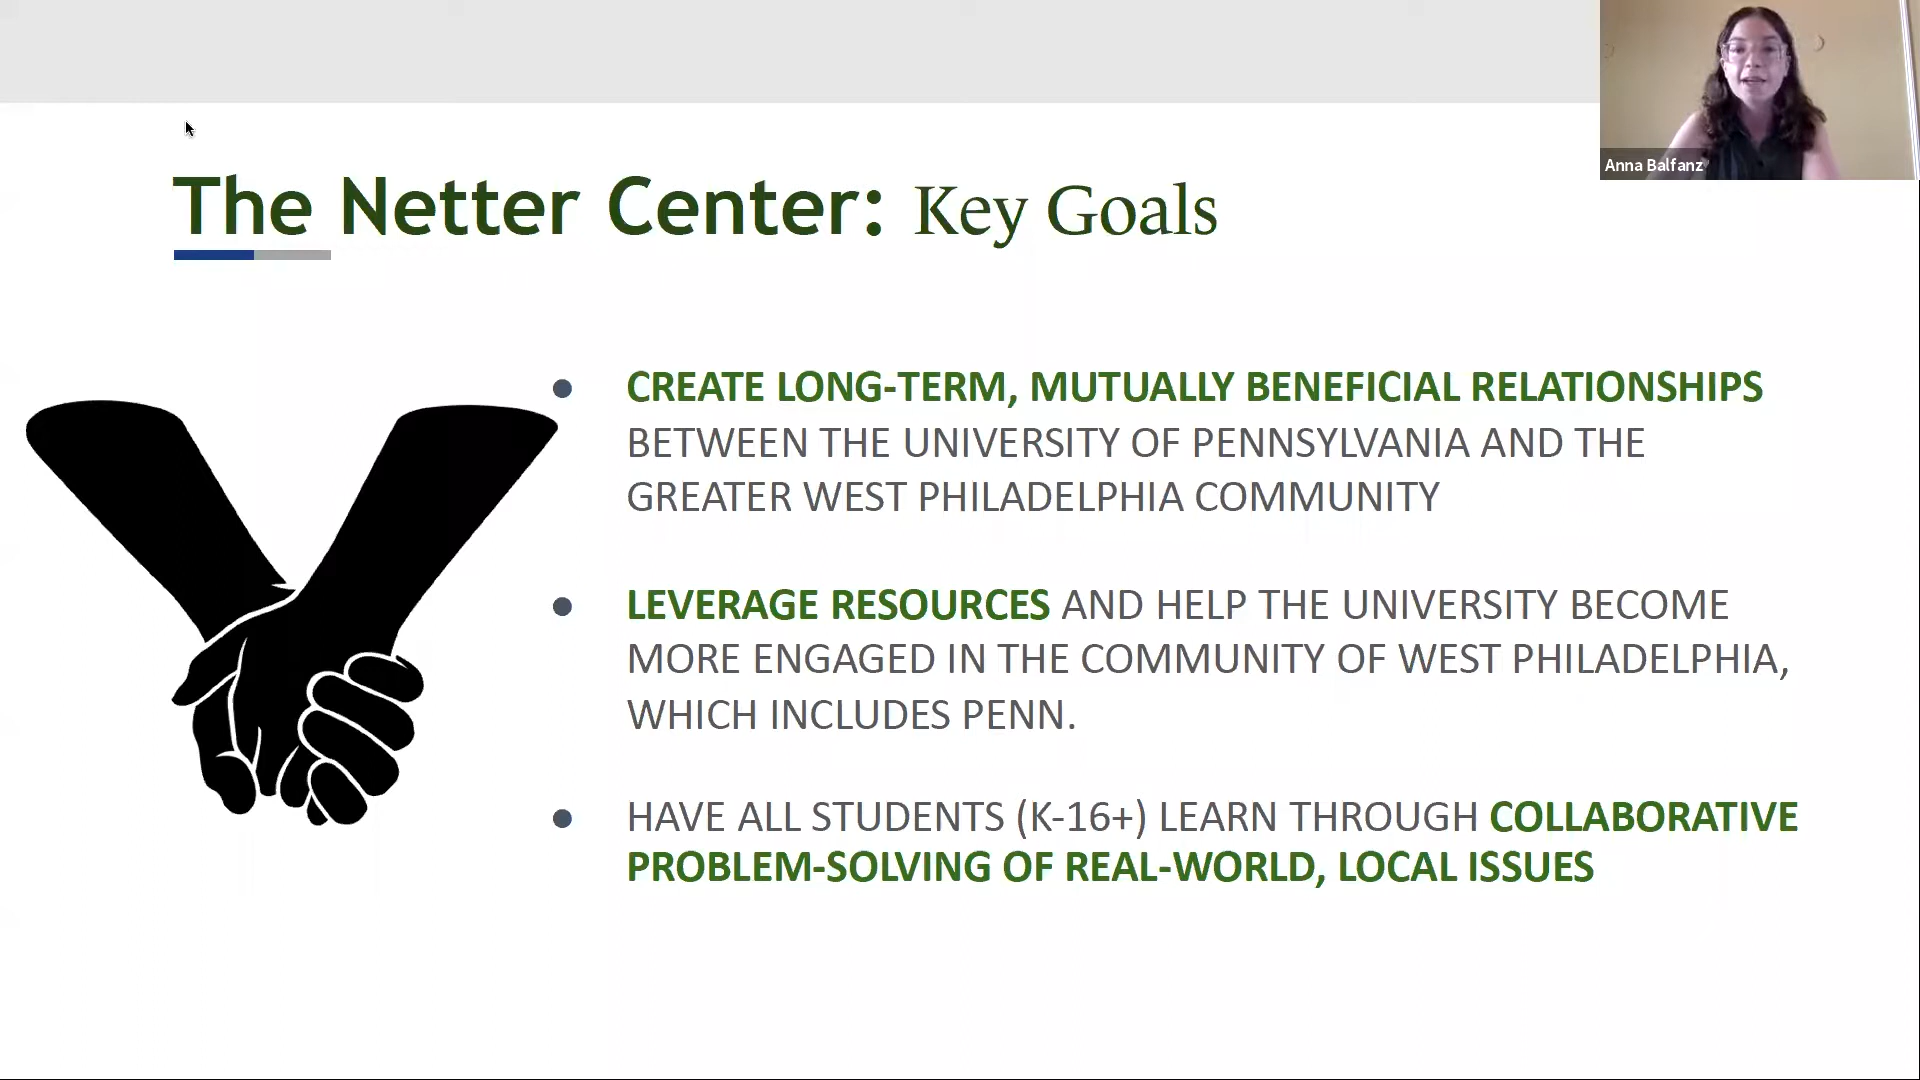 Anna Balfanz
The Netter Center: Key Goals
• CREATE LONG-TERM, MUTUALLY BENEFICIAL RELATIONSHIPS
BETWEEN THE UNIVERSITY OF PENNSYLVANIA AND THE
GREATER WEST PHILADELPHIA COMMUNITY
• LEVERAGE RESOURCES AND HELP THE UNIVERSITY BECOME
MORE ENGAGED IN THE COMMUNITY OF WEST PHILADELPHIA,
WHICH INCLUDES PENN.
• HAVE ALL STUDENTS (K-16+) LEARN THROUGH COLLABORATIVE
PROBLEM-SOLVING OF REAL-WORLD, LOCAL ISSUES